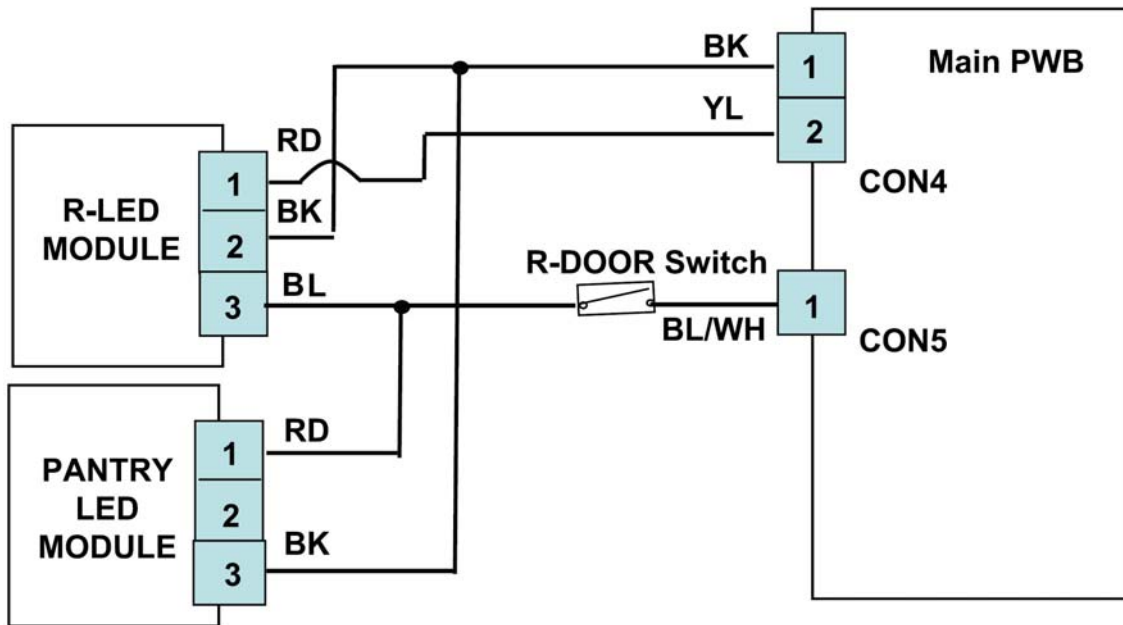 BK
1
Main PWB
YL
2
CON4
RD
1
R-LED
MODULE
BK
2
BL
3
R-DOOR Switch
BL/WH
1
CON5
RD
1
PANTRY
LED
MODULE
2
BK
3